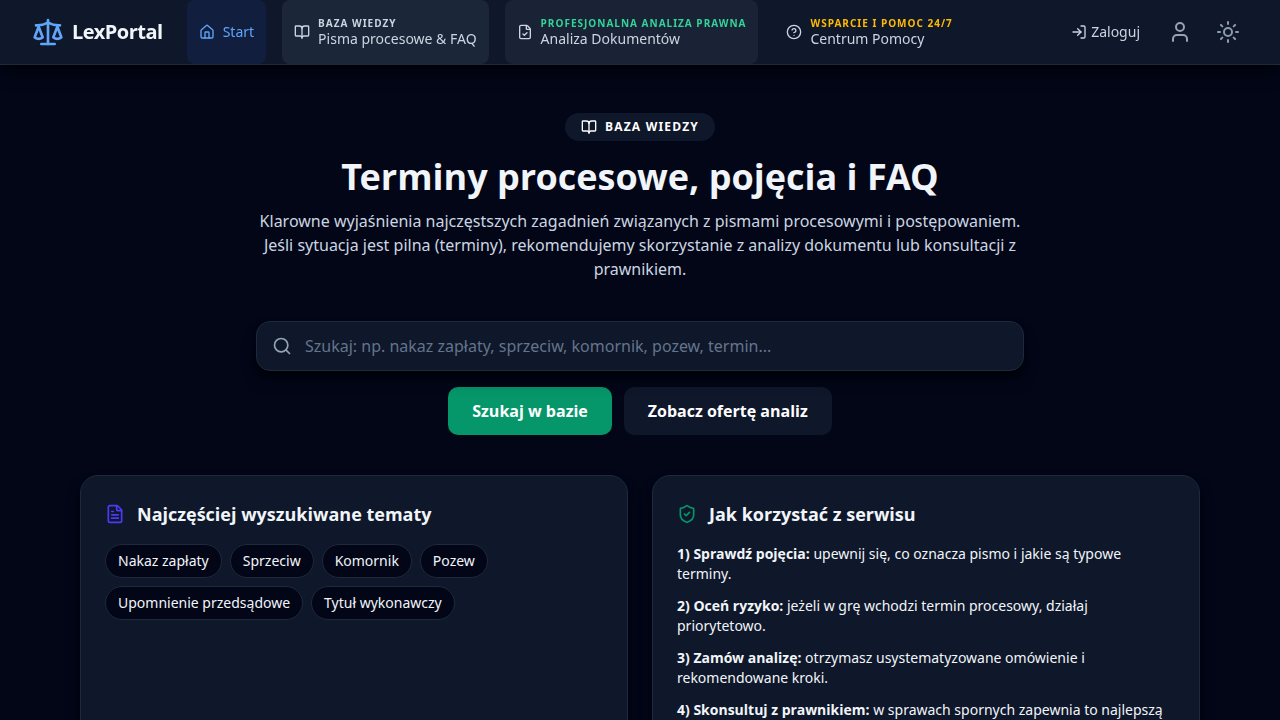 LexPortal
Start
BAZA WIEDZY
Pisma procesowe & FAQ
PROFESJONALNA ANALIZA PRAWNA
Analiza Dokumentów
WSPARCIE I POMOC 24/7
Centrum Pomocy
Zaloguj
BAZA WIEDZY
Terminy procesowe, pojęcia i FAQ
Klarowne wyjaśnienia najczęstszych zagadnień związanych z pismami procesowymi i postępowaniem.
Jeśli sytuacja jest pilna (terminy), rekomendujemy skorzystanie z analizy dokumentu lub konsultacji z
prawnikiem.
Szukaj: np. nakaz zapłaty, sprzeciw, komornik, pozew, termin...
Szukaj w bazie
Zobacz ofertę analiz
Najczęściej wyszukiwane tematy
Nakaz zapłaty
Sprzeciw
Komornik
Pozew
Upomnienie przedsądowe
Tytuł wykonawczy
Jak korzystać z serwisu
1) Sprawdź pojęcia: upewnij się, co oznacza pismo i jakie są typowe
terminy.
2) Oceń ryzyko: jeżeli w grę wchodzi termin procesowy, działaj
priorytetowo.
3) Zamów analizę: otrzymasz usystematyzowane omówienie i
rekomendowane kroki.
4) Skonsultuj z prawnikiem: w sprawach spornych zapewnia to najlepszą